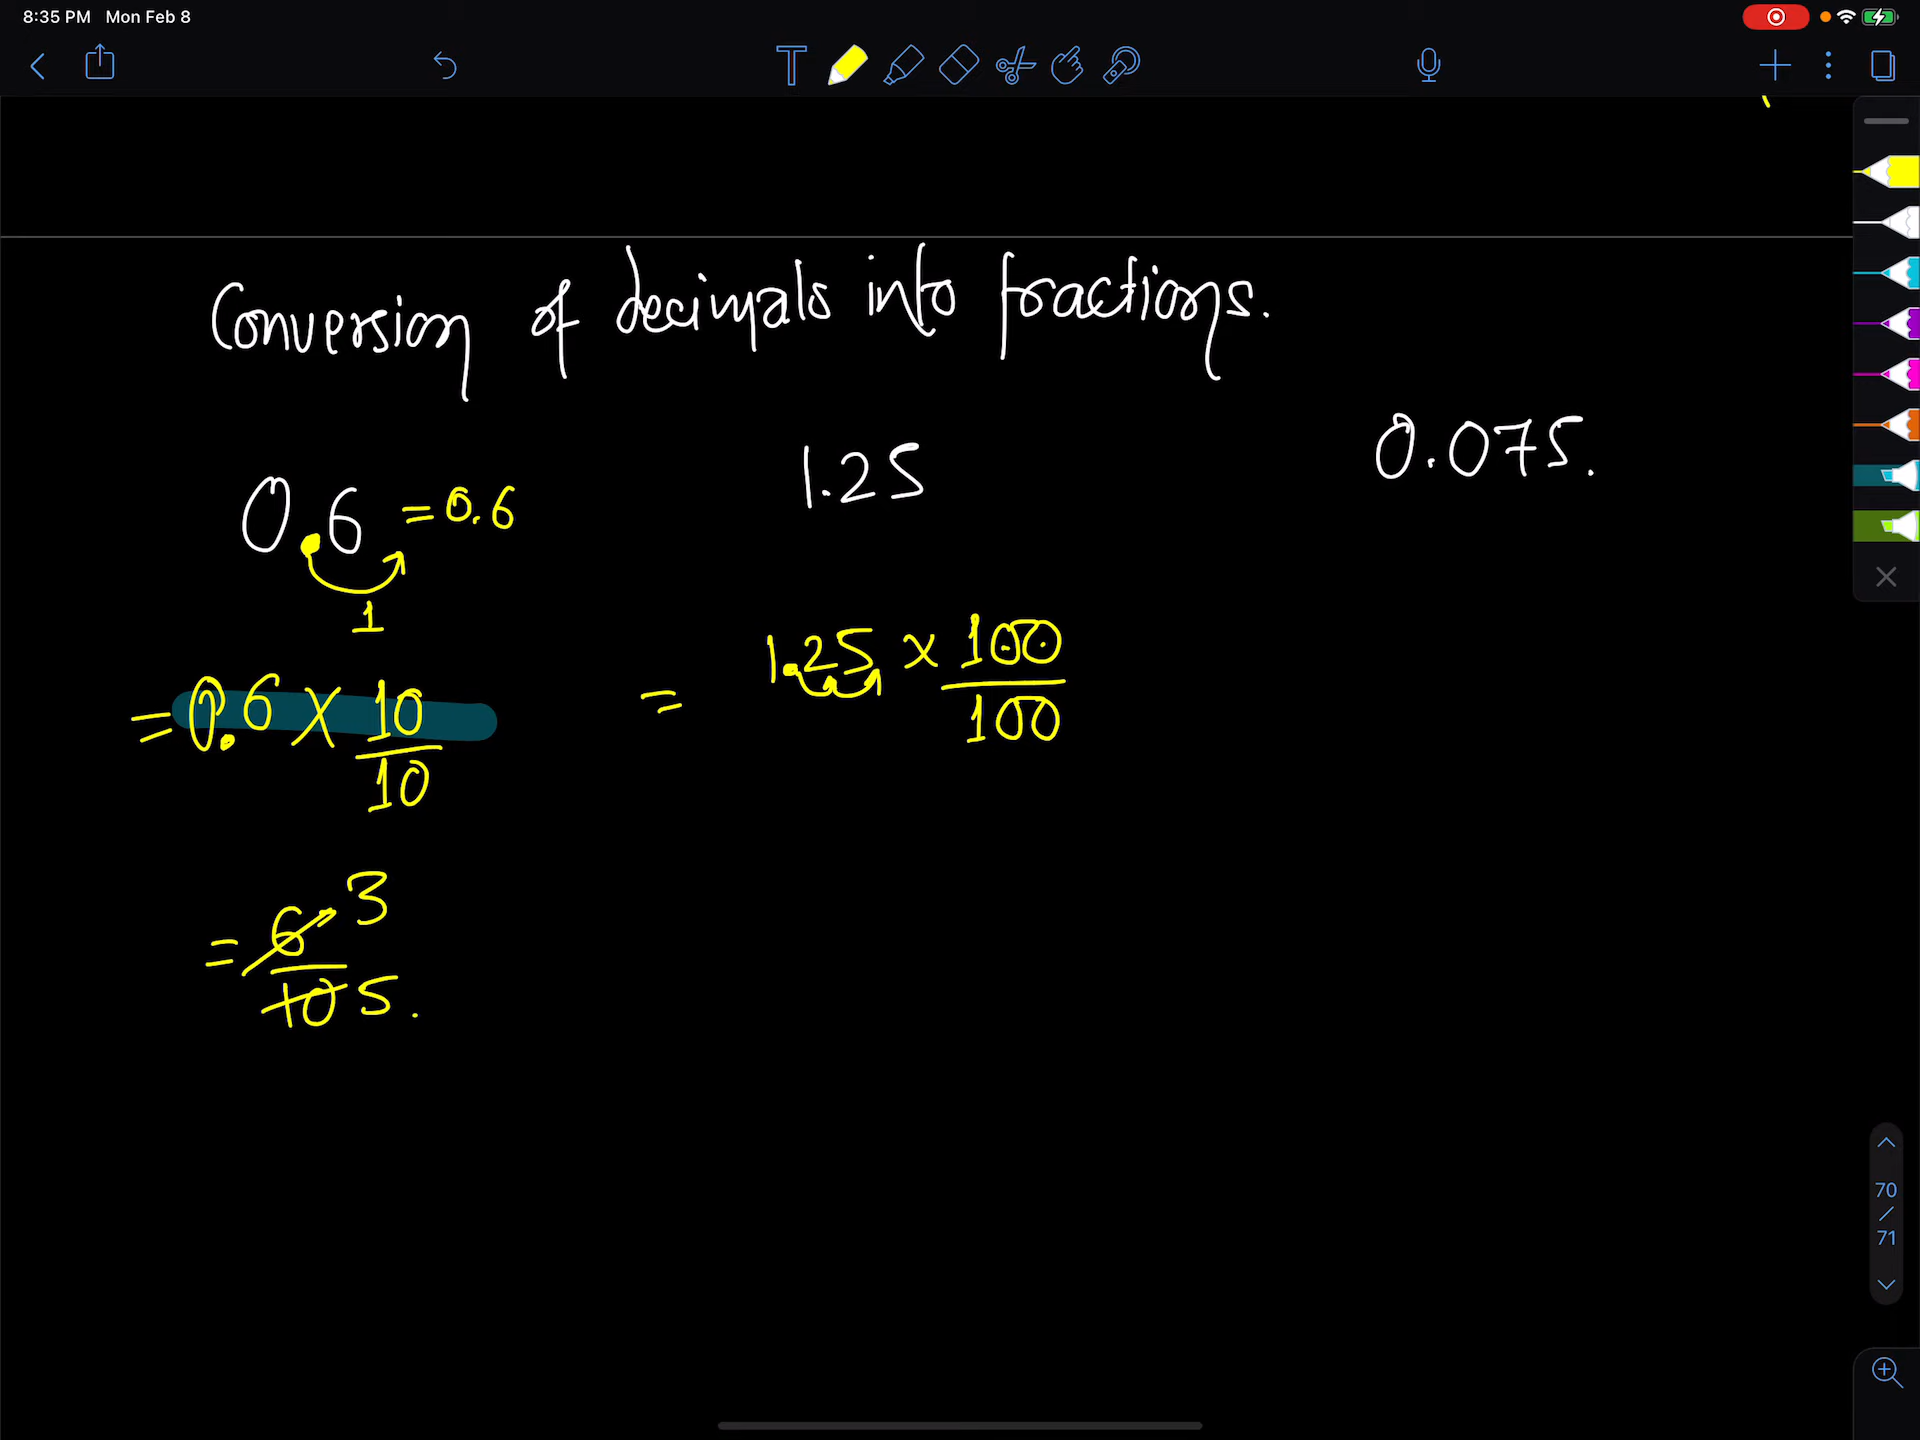 8:35 PM Mon Feb 8
Conversion of decimals into fractions.
0.6 = 0.6
1
= 0.6 x 10/10
= 6/10 3
5.
1.25
= 1.25 x 100/100
0.075.
70
/
71